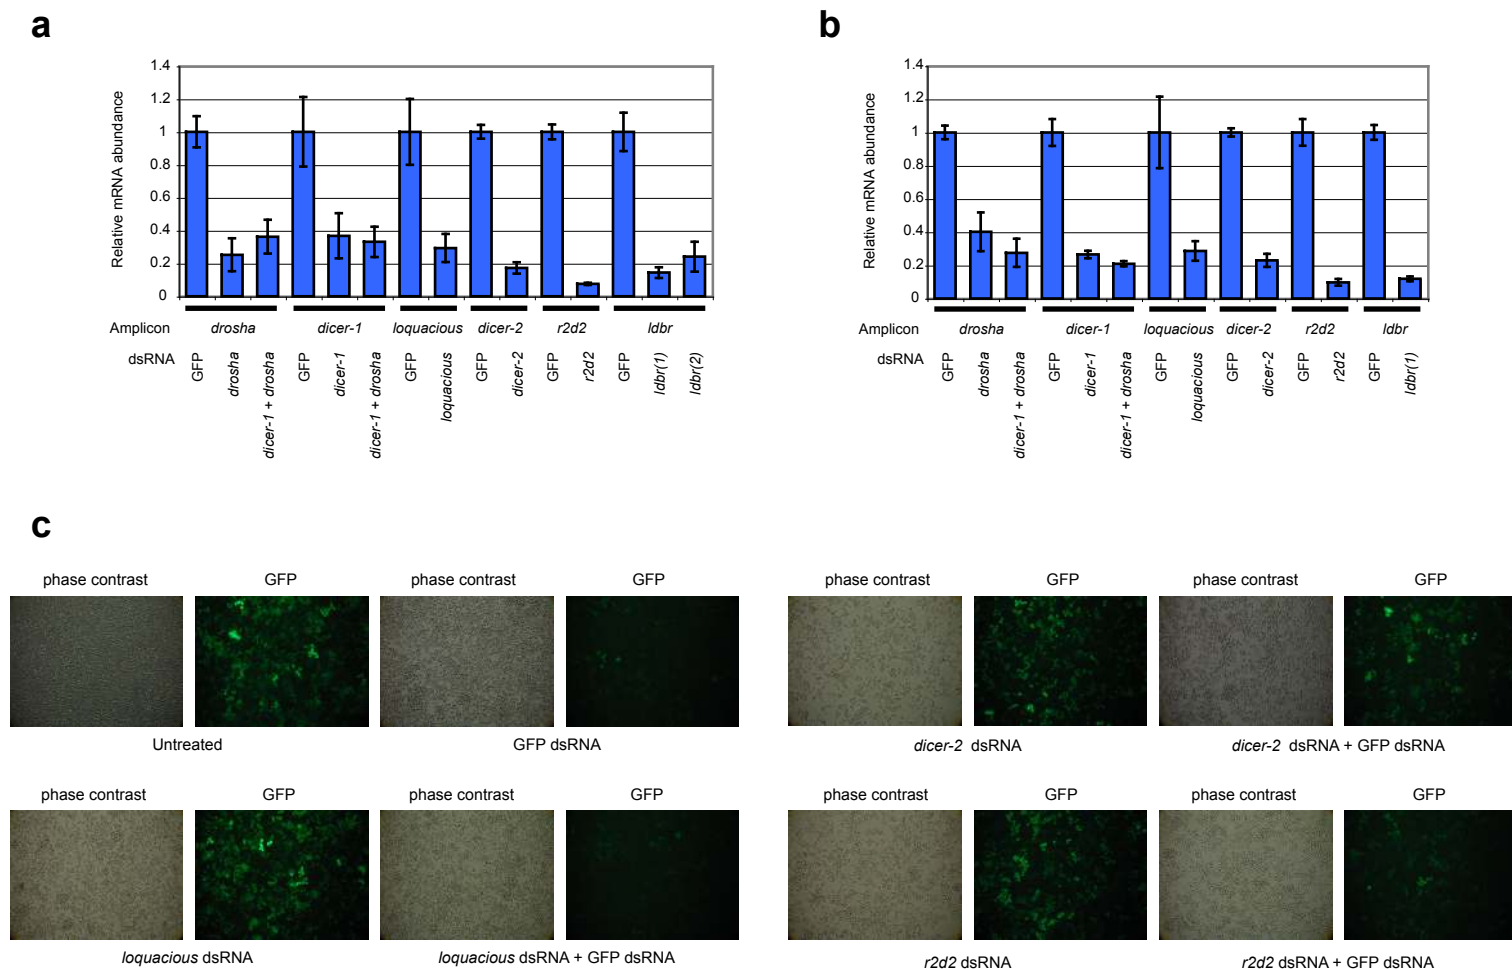 a
1.4
1.2
1
0.8
0.6
0.4
0.2
0
Relative mRNA abundance
Amplicon drosha dicer-1 loquacious dicer-2 r2d2 ldbr
dsRNA GFP drosha dicer-1 + drosha GFP dicer-1 dicer-1 + drosha GFP loquacious GFP dicer-2 GFP r2d2 GFP ldbr(1) ldbr(2)
b
1.4
1.2
1
0.8
0.6
0.4
0.2
0
Relative mRNA abundance
Amplicon drosha dicer-1 loquacious dicer-2 r2d2 ldbr
dsRNA GFP drosha dicer-1 + drosha GFP dicer-1 dicer-1 + drosha GFP loquacious GFP dicer-2 GFP r2d2 GFP ldbr(1)
c
phase contrast GFP phase contrast GFP
Untreated GFP dsRNA
phase contrast GFP phase contrast GFP
dicer-2 dsRNA dicer-2 dsRNA + GFP dsRNA
phase contrast GFP phase contrast GFP
loquacious dsRNA loquacious dsRNA + GFP dsRNA
phase contrast GFP phase contrast GFP
r2d2 dsRNA r2d2 dsRNA + GFP dsRNA